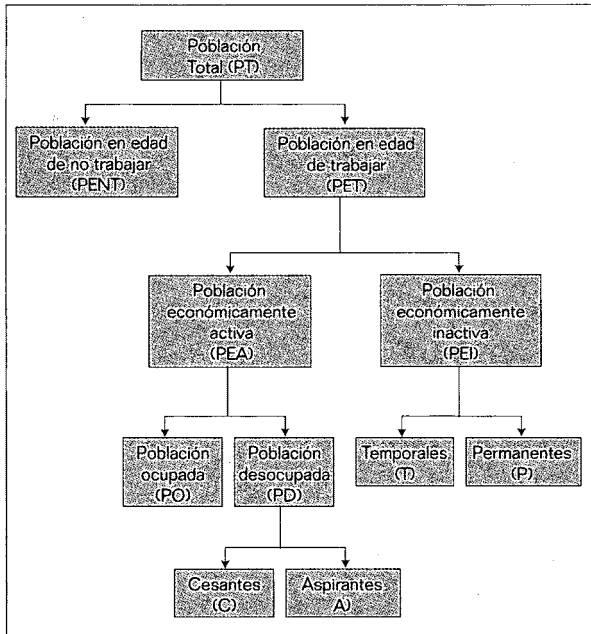 Población
Total (PT)
Población en edad
de no trabajar
(PENT)
Población en edad
de trabajar
(PET)
Población
económicamente
activa
(PEA)
Población
económicamente
inactiva
(PEI)
Población
ocupada
(PO)
Población
desocupada
(PD)
Temporales
(T)
Permanentes
(P)
Cesantes
(C)
Aspirantes
A)